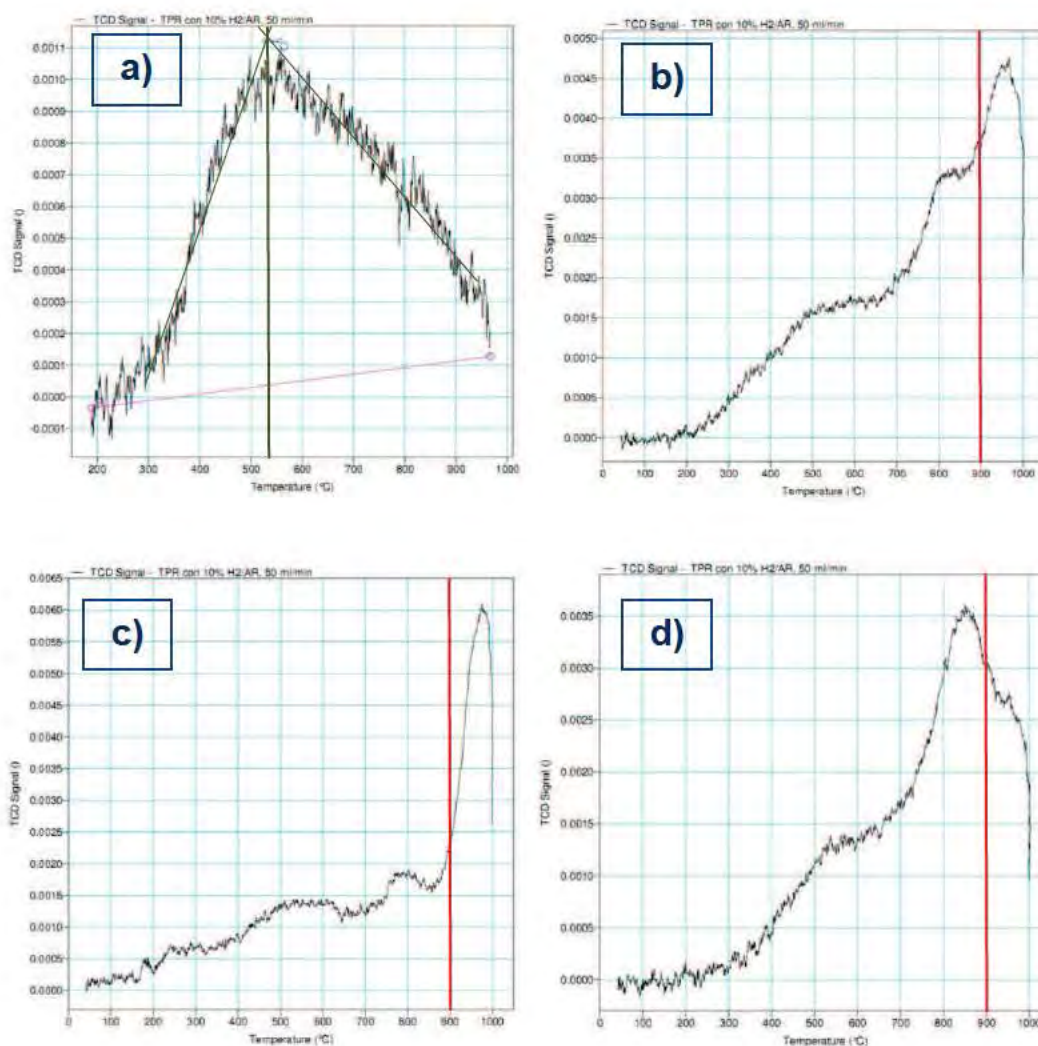 — TCD Signal - TPR con 10% H2/AR, 50 ml/min
a)
TCD Signal ()
0.0011
0.0010
0.0009
0.0008
0.0007
0.0006
0.0005
0.0004
0.0003
0.0002
0.0001
-0.0000
-0.0001
200 300 400 500 600 700 800 900 1000
Temperature (°C)
— TCD Signal - TPR con 10% H2/AR, 50 ml/min
b)
TCD Signal ()
0.0050
0.0045
0.0040
0.0035
0.0030
0.0025
0.0020
0.0015
0.0010
0.0005
0.0000
0 100 200 300 400 500 600 700 800 900 1000
Temperature (°C)
— TCD Signal - TPR con 10% H2/AR, 50 ml/min
c)
TCD Signal ()
0.0065
0.0060
0.0055
0.0050
0.0045
0.0040
0.0035
0.0030
0.0025
0.0020
0.0015
0.0010
0.0005
0.0000
0 100 200 300 400 500 600 700 800 900 1000
Temperature (°C)
— TCD Signal - TPR con 10% H2/AR, 50 ml/min
d)
TCD Signal ()
0.0035
0.0030
0.0025
0.0020
0.0015
0.0010
0.0005
0.0000
0 100 200 300 400 500 600 700 800 900 1000
Temperature (°C)